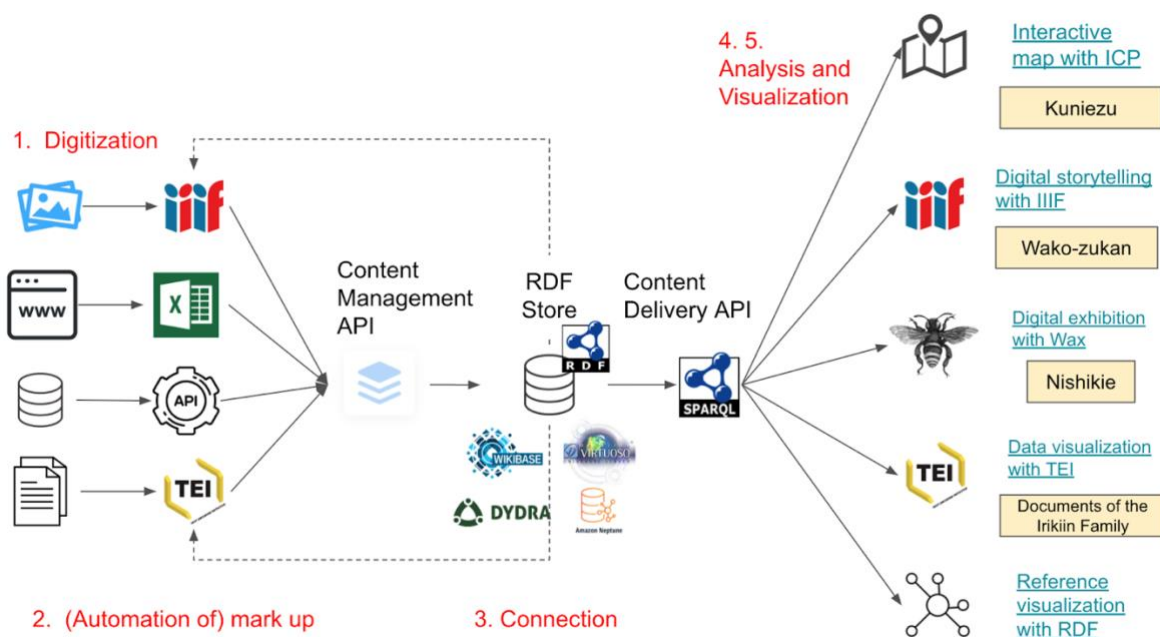 1. Digitization
iiif
WWW
X
API
TEI
2. (Automation of) mark up
Content
Management
API
RDF
Store
RDF
WIKIBASE
VIRTUOSO
DYDRA
Amazon Neptune
3. Connection
Content
Delivery API
SPARQL
4. 5.
Analysis and
Visualization
Interactive
map with ICP
Kuniezu
iiif
Digital storytelling
with IIIF
Wako-zukan
Digital exhibition
with Wax
Nishikie
TEI
Data visualization
with TEI
Documents of the
Irikiin Family
Reference
visualization
with RDF